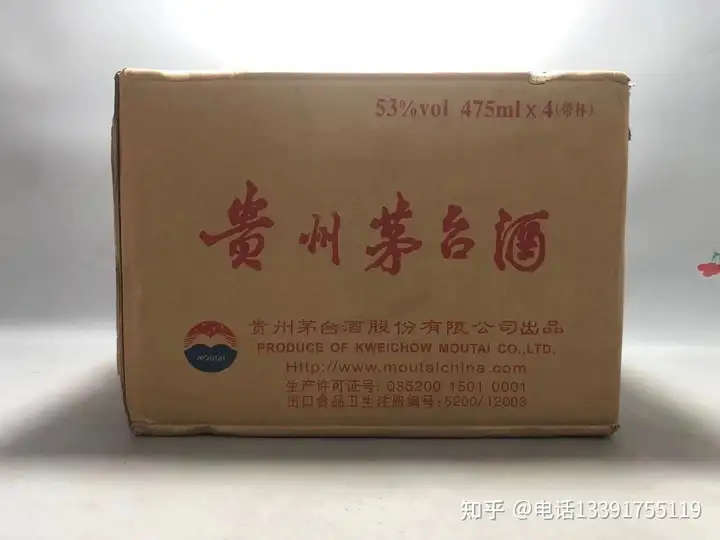 53%vol 475ml x 4(带杯)
贵州茅台酒
贵州茅台酒股份有限公司出品
PRODUCE OF KWEICHOW MOUTAI CO.,LTD.
MOUTAI
Http://www.moutaichina.com
生产许可证号: QS5200 1501 0001
出口食品卫生注册编号: 5200/12003
知乎 @电话13391755119